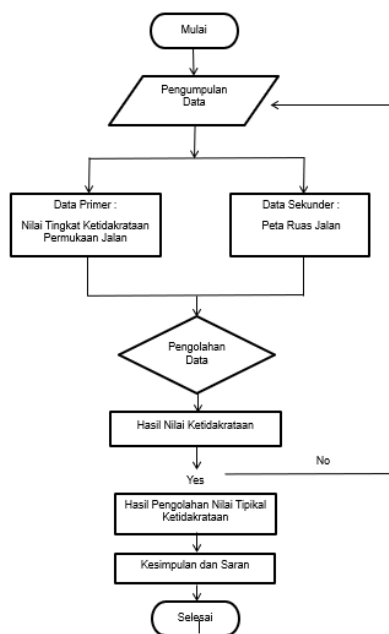 Mulai
Pengumpulan
Data
Data Primer :
Nilai Tingkat Ketidakrataan
Permukaan Jalan
Data Sekunder :
Peta Ruas Jalan
Pengolahan
Data
Hasil Nilai Ketidakrataan
No
Yes
Hasil Pengolahan Nilai Tipikal
Ketidakrataan
Kesimpulan dan Saran
Selesai